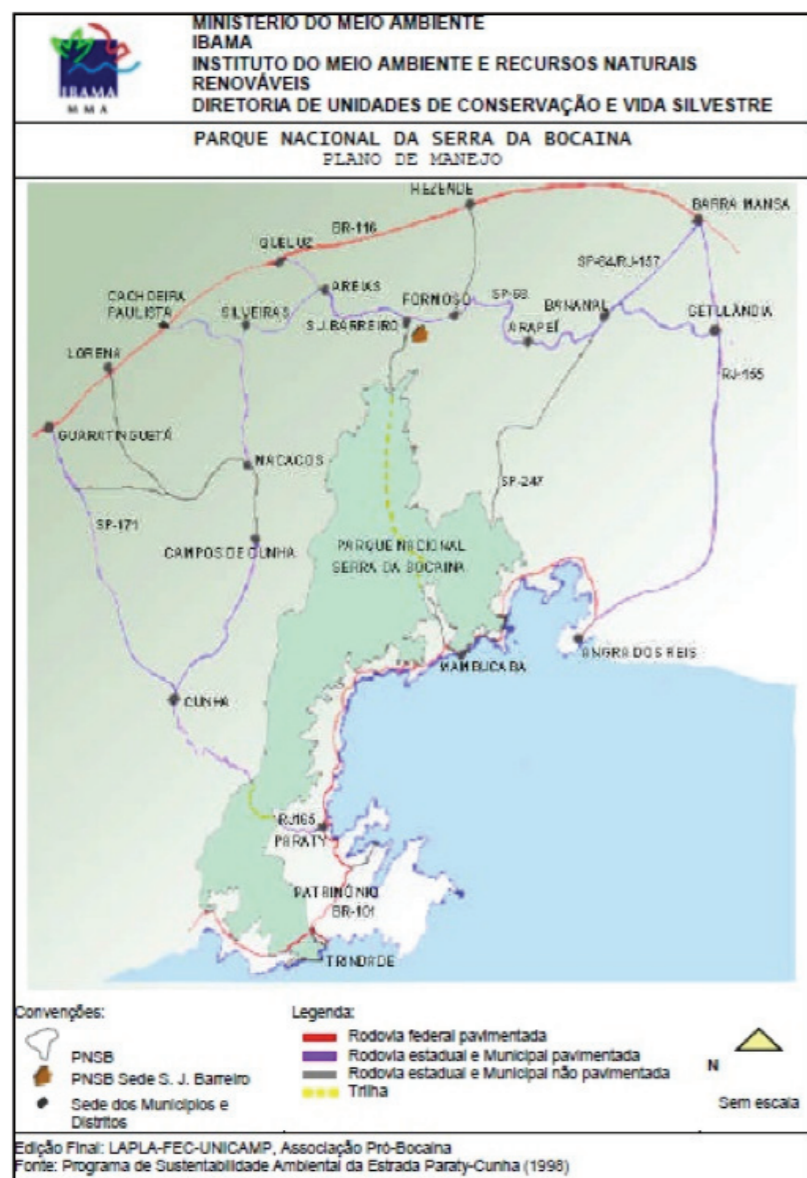 MINISTERIO DO MEIO AMBIENTE
IBAMA
INSTITUTO DO MEIO AMBIENTE E RECURSOS NATURAIS
RENOVÁVEIS
DIRETORIA DE UNIDADES DE CONSERVAÇÃO E VIDA SILVESTRE
IBAMA
M M A
PARQUE NACIONAL DA SERRA DA BOCAINA
PLANO DE MANEJO
REZENDE
BARRA MANSA
BR-116
QUELUZ
SP-64/RJ-157
AREIAS
CACHOEIRA
PAULISTA
SILVEIRAS
FORMOSO
SP-68
BANANAL
GETULÂNDIA
S.J.BARREIRO
ARAPEÍ
LORENA
RJ-155
GUARATINGUETÁ
MACACOS
SP-247
SP-171
CAMPOS DE CUNHA
PARQUE NACIONAL
SERRA DA BOCAINA
ANGRA DOS REIS
MAMBUCABA
CUNHA
RJ165
PARATY
PATRIMÔNIO
BR-101
TRINDADE
Convenções:
PNSB
PNSB Sede S. J. Barreiro
Sede dos Municipios e
Distritos
Legenda:
Rodovia federal pavimentada
Rodovia estadual e Municipal pavimentada
Rodovia estadual e Municipal não pavimentada
Trilha
N
Sem escala
Edição Final: LAPLA-FEC-UNICAMP, Associação Pró-Bocaina
Fonte: Programa de Sustentabilidade Ambiental da Estrada Paraty-Cunha (1998)